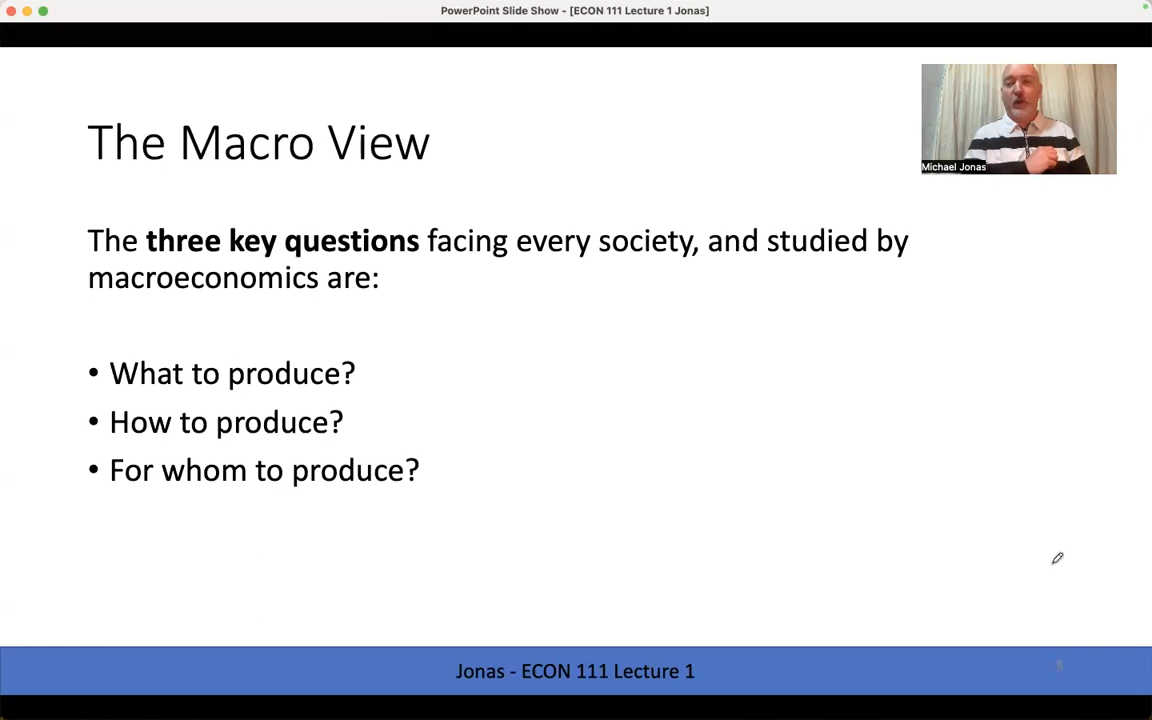 PowerPoint Slide Show - [ECON 111 Lecture 1 Jonas]
The Macro View
Michael Jonas
The three key questions facing every society, and studied by
macroeconomics are:
• What to produce?
• How to produce?
• For whom to produce?
Jonas - ECON 111 Lecture 1